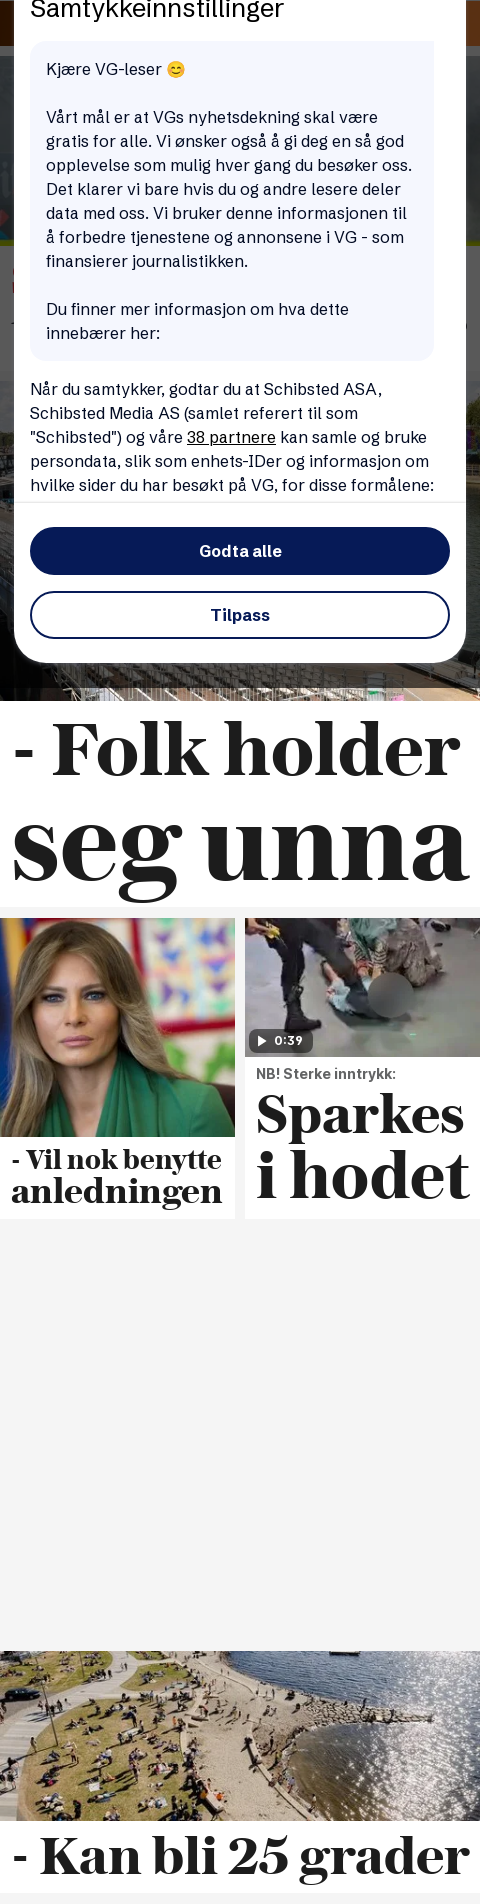 Samtykkeinnstillinger
Kjære VG-leser 😊
Vårt mål er at VGs nyhetsdekning skal være
gratis for alle. Vi ønsker også å gi deg en så god
opplevelse som mulig hver gang du besøker oss.
Det klarer vi bare hvis du og andre lesere deler
data med oss. Vi bruker denne informasjonen til
å forbedre tjenestene og annonsene i VG - som
finansierer journalistikken.
Du finner mer informasjon om hva dette
innebærer her:
Når du samtykker, godtar du at Schibsted ASA,
Schibsted Media AS (samlet referert til som
"Schibsted") og våre 38 partnere kan samle og bruke
persondata, slik som enhets-IDer og informasjon om
hvilke sider du har besøkt på VG, for disse formålene:
Godta alle
Tilpass
- Folk holder
seg unna
- Vil nok benytte
anledningen
0:39
NB! Sterke inntrykk:
Sparkes
i hodet
- Kan bli 25 grader